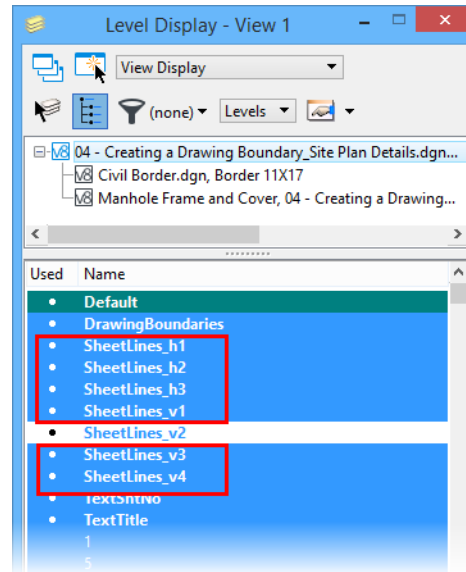 Level Display - View 1
View Display
(none) Levels
04 - Creating a Drawing Boundary_Site Plan Details.dgn...
Civil Border.dgn, Border 11X17
Manhole Frame and Cover, 04 - Creating a Drawing...
Used Name
Default
DrawingBoundaries
SheetLines_h1
SheetLines_h2
SheetLines_h3
SheetLines_v1
SheetLines_v2
SheetLines_v3
SheetLines_v4
TextShtNo
TextTitle
1
5